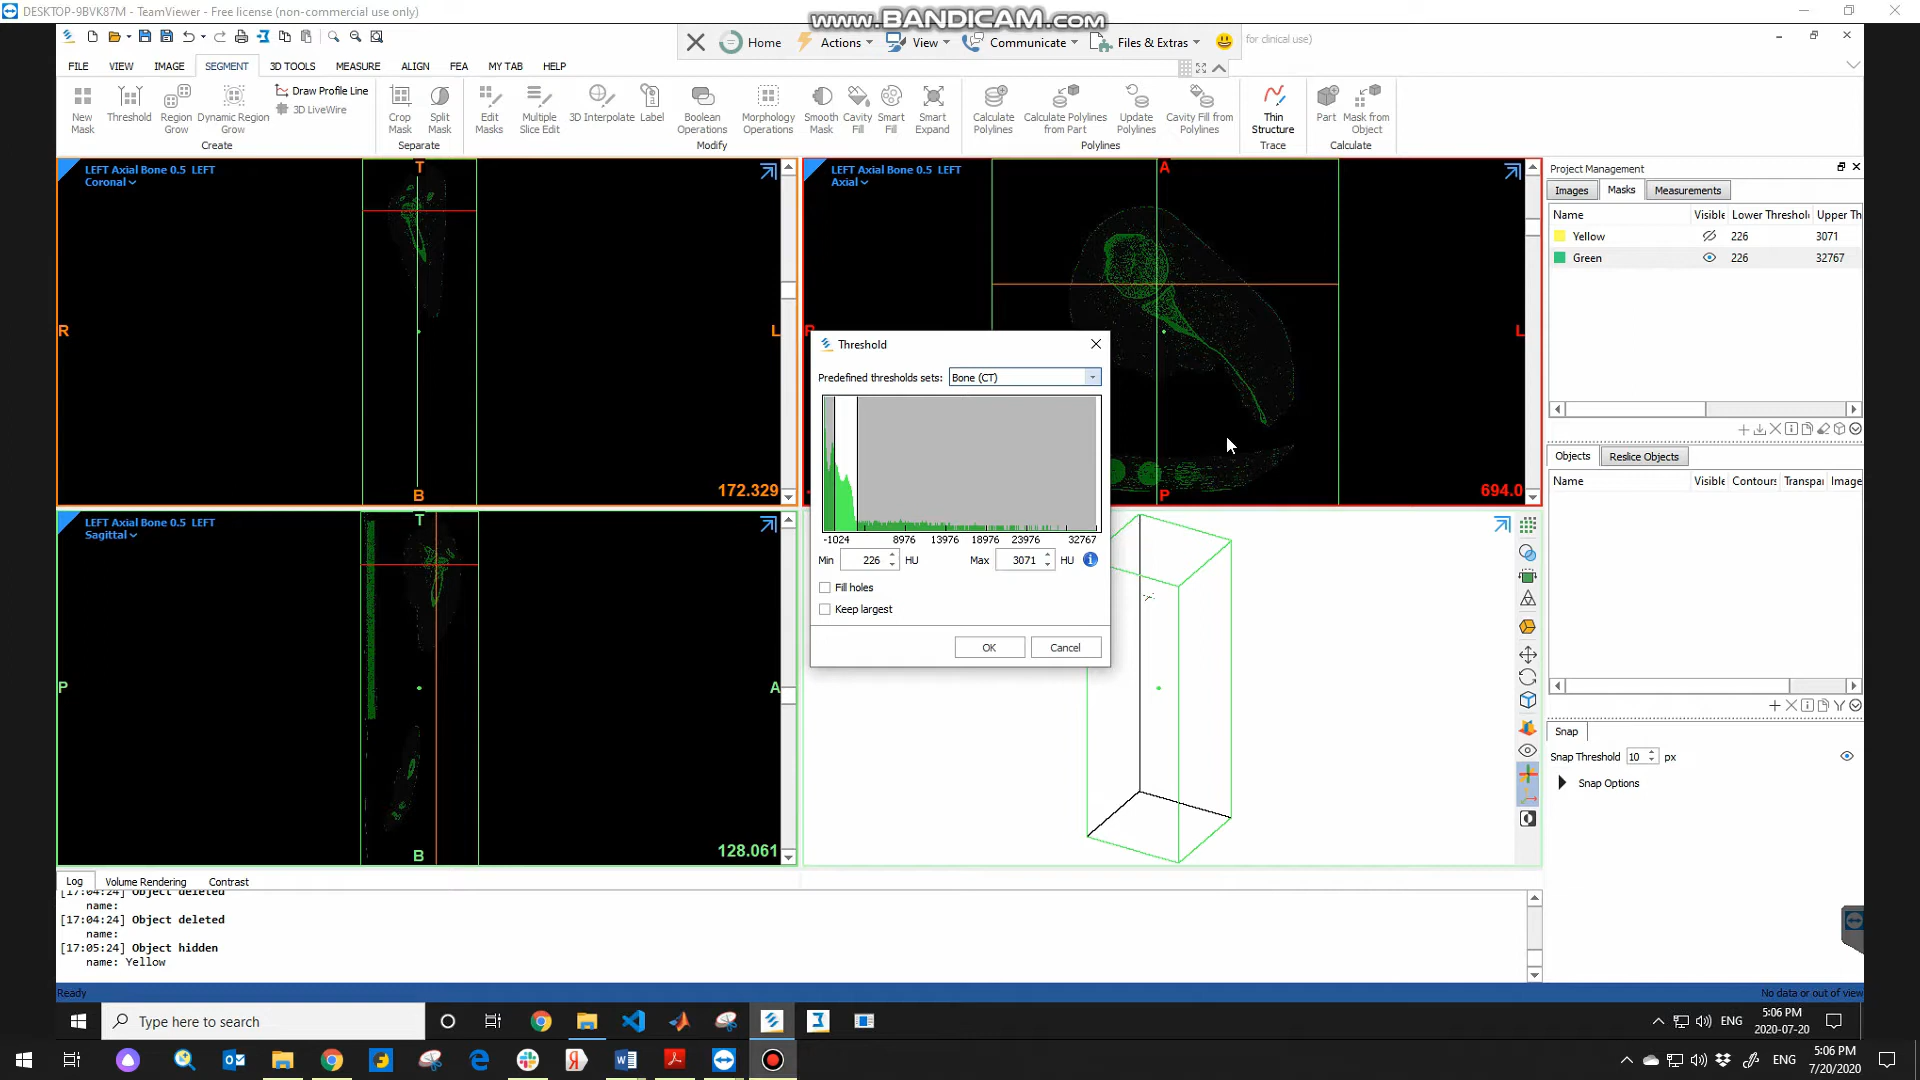 DESKTOP-9BVK87M - TeamViewer - Free license (non-commercial use only)
www.BANDICAM.com
Home Actions View Communicate Files & Extras
for clinical use)
FILE VIEW IMAGE SEGMENT 3D TOOLS MEASURE ALIGN FEA MY TAB HELP
New Mask
Threshold
Region Grow
Dynamic Region Grow
Draw Profile Line
3D LiveWire
Create
Crop Mask
Split Mask
Separate
Edit Masks
Multiple Slice Edit
3D Interpolate
Label
Boolean Operations
Morphology Operations
Smooth Mask
Cavity Fill
Smart Fill
Smart Expand
Modify
Calculate Polylines
Calculate Polylines from Part
Update Polylines
Cavity Fill from Polylines
Polylines
Thin Structure
Trace
Part
Mask from Object
Calculate
LEFT Axial Bone 0.5 LEFT
Coronal
T
R
L
B
172.329
LEFT Axial Bone 0.5 LEFT
Axial
A
L
P
694.0
LEFT Axial Bone 0.5 LEFT
Sagittal
T
P
A
B
128.061
Threshold
Predefined thresholds sets: Bone (CT)
-1024 8976 13976 18976 23976 32767
Min 226 HU Max 3071 HU
Fill holes
Keep largest
OK Cancel
Project Management
Images Masks Measurements
Name Visible Lower Threshol Upper Th
Yellow 226 3071
Green 226 32767
Objects Reslice Objects
Name Visible Contours Transpar Image
Snap
Snap Threshold 10 px
Snap Options
Log Volume Rendering Contrast
[17:04:24] Object deleted
name:
[17:04:24] Object deleted
name:
[17:05:24] Object hidden
name: Yellow
Ready
No data or out of view
Type here to search
ENG
5:06 PM
2020-07-20
ENG
5:06 PM
7/20/2020